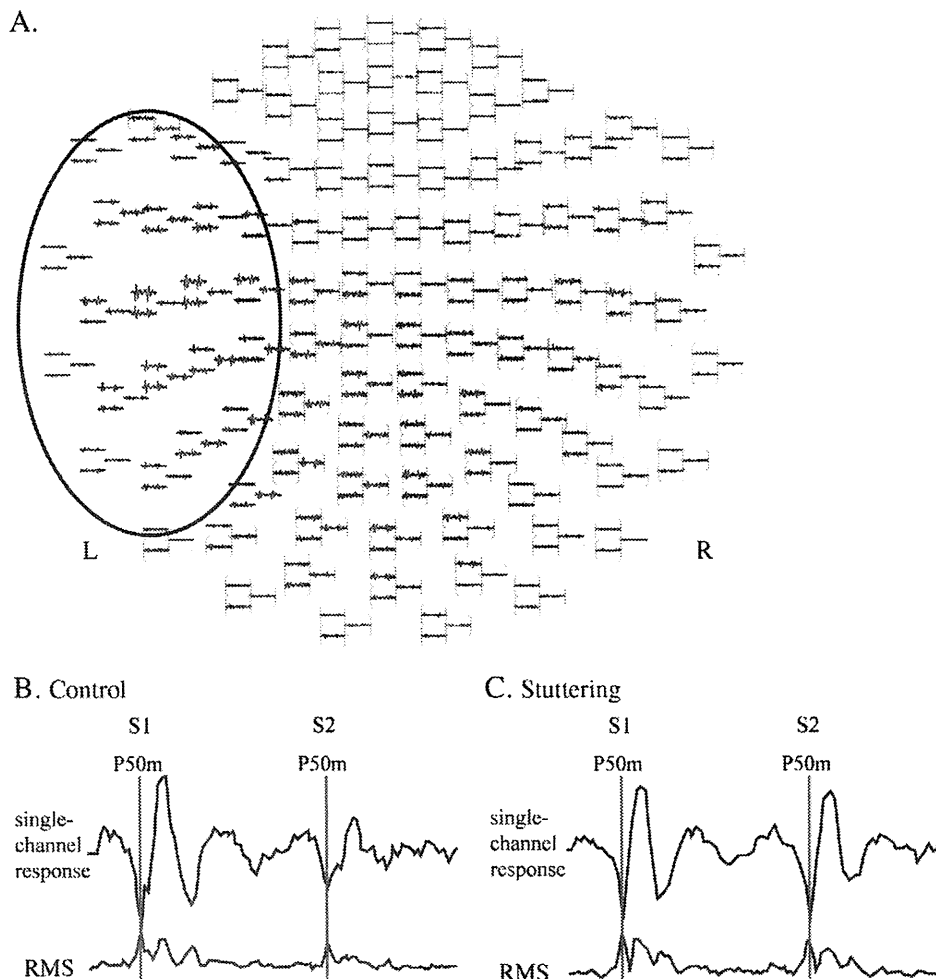 A.
L
R
B. Control
C. Stuttering
S1 S2
S1 S2
P50m P50m
P50m P50m
single-
channel
response
single-
channel
response
RMS
RMS